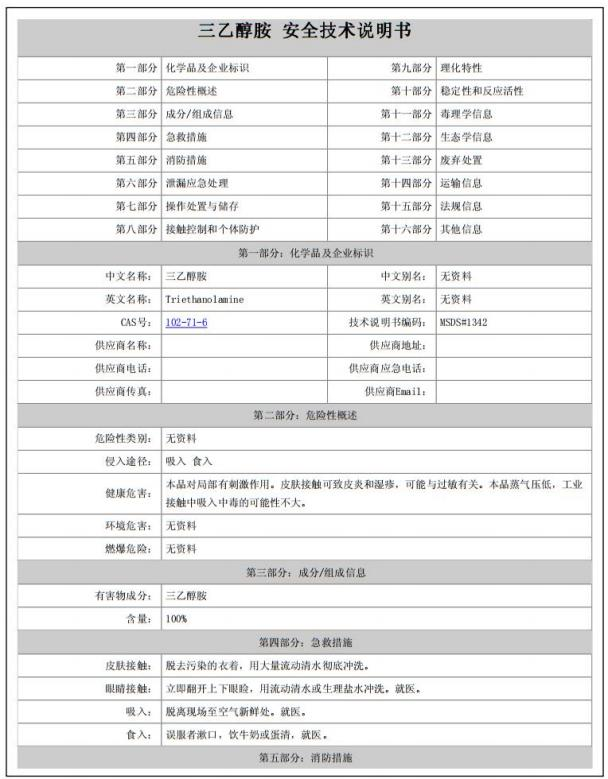 三乙醇胺 安全技术说明书
第一部分 化学品及企业标识 第九部分 理化特性
第二部分 危险性概述 第十部分 稳定性和反应活性
第三部分 成分/组成信息 第十一部分 毒理学信息
第四部分 急救措施 第十二部分 生态学信息
第五部分 消防措施 第十三部分 废弃处置
第六部分 泄漏应急处理 第十四部分 运输信息
第七部分 操作处置与储存 第十五部分 法规信息
第八部分 接触控制和个体防护 第十六部分 其他信息
第一部分：化学品及企业标识
中文名称： 三乙醇胺 中文别名： 无资料
英文名称： Triethanolamine 英文别名： 无资料
CAS号： 102-71-6 技术说明书编码： MSDS#1342
供应商名称： 供应商地址：
供应商电话： 供应商应急电话：
供应商传真： 供应商Email：
第二部分：危险性概述
危险性类别： 无资料
侵入途径： 吸入 食入
健康危害： 本品对局部有刺激作用。皮肤接触可致皮炎和湿疹，可能与过敏有关。本品蒸气压低，工业
接触中吸入中毒的可能性不大。
环境危害： 无资料
燃爆危险： 无资料
第三部分：成分/组成信息
有害物成分： 三乙醇胺
含量： 100%
第四部分：急救措施
皮肤接触： 脱去污染的衣着，用大量流动清水彻底冲洗。
眼睛接触： 立即翻开上下眼睑，用流动清水或生理盐水冲洗。就医。
吸入： 脱离现场至空气新鲜处。就医。
食入： 误服者漱口，饮牛奶或蛋清，就医。
第五部分：消防措施